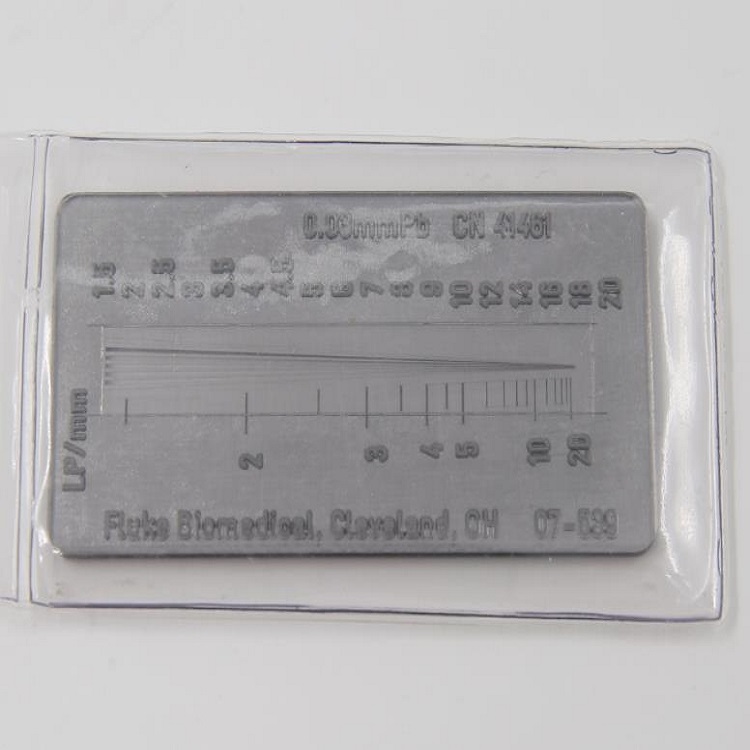 0.03mmPb CN 41461
1.5 2 2.5 3 3.5 4 4.5 5 6 7 8 9 10 12 14 16 18 20
LP/mm
2 3 4 5 10 20
Fluke Biomedical, Cleveland, OH 07-539